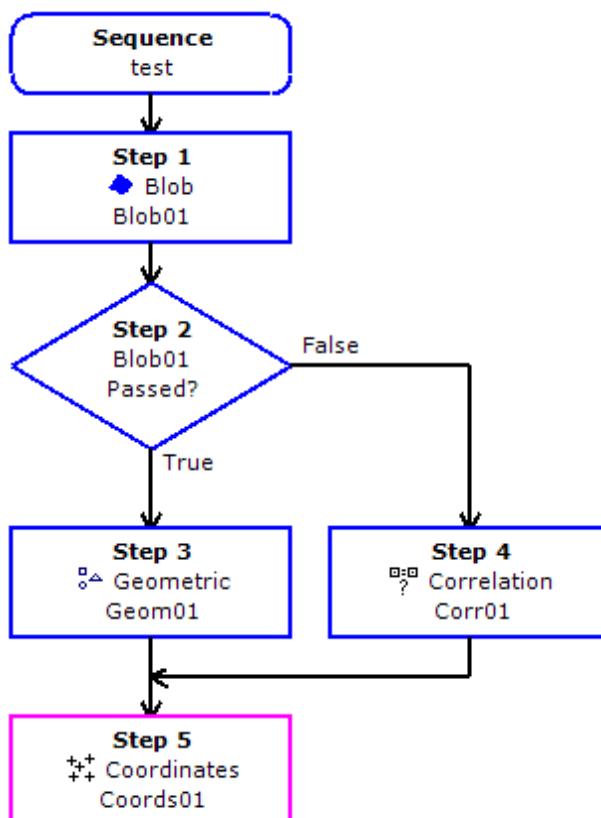 Sequence
test
Step 1
Blob
Blob01
Step 2
Blob01
Passed?
False
True
Step 3
Geometric
Geom01
Step 4
Correlation
Corr01
Step 5
Coordinates
Coords01